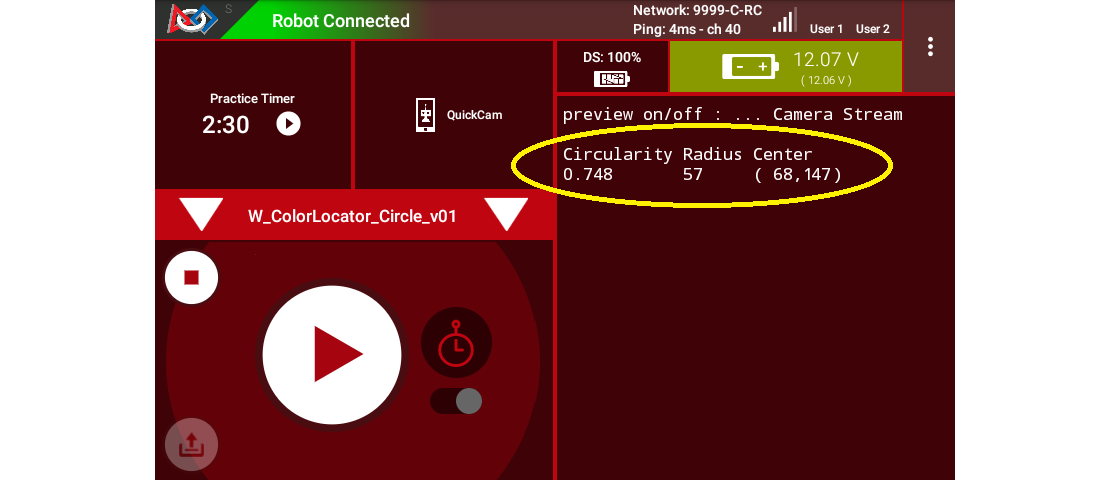 S
Robot Connected
Network: 9999-C-RC
Ping: 4ms - ch 40
User 1 User 2
Practice Timer
2:30
QuickCam
DS: 100%
12.07 V
( 12.06 V )
W_ColorLocator_Circle_v01
preview on/off : ... Camera Stream
Circularity Radius Center
0.748 57 ( 68,147)